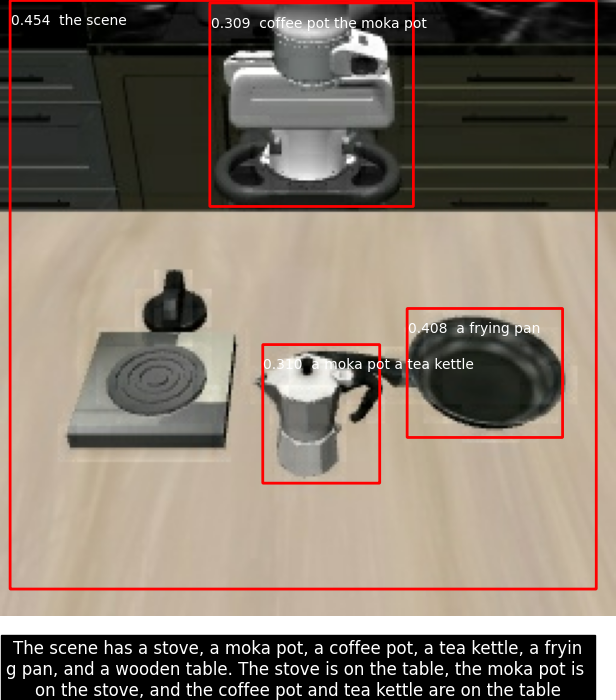 0.454 the scene
0.309 coffee pot the moka pot
0.408 a frying pan
0.310 a moka pot a tea kettle
The scene has a stove, a moka pot, a coffee pot, a tea kettle, a fryin
g pan, and a wooden table. The stove is on the table, the moka pot is
on the stove, and the coffee pot and tea kettle are on the table